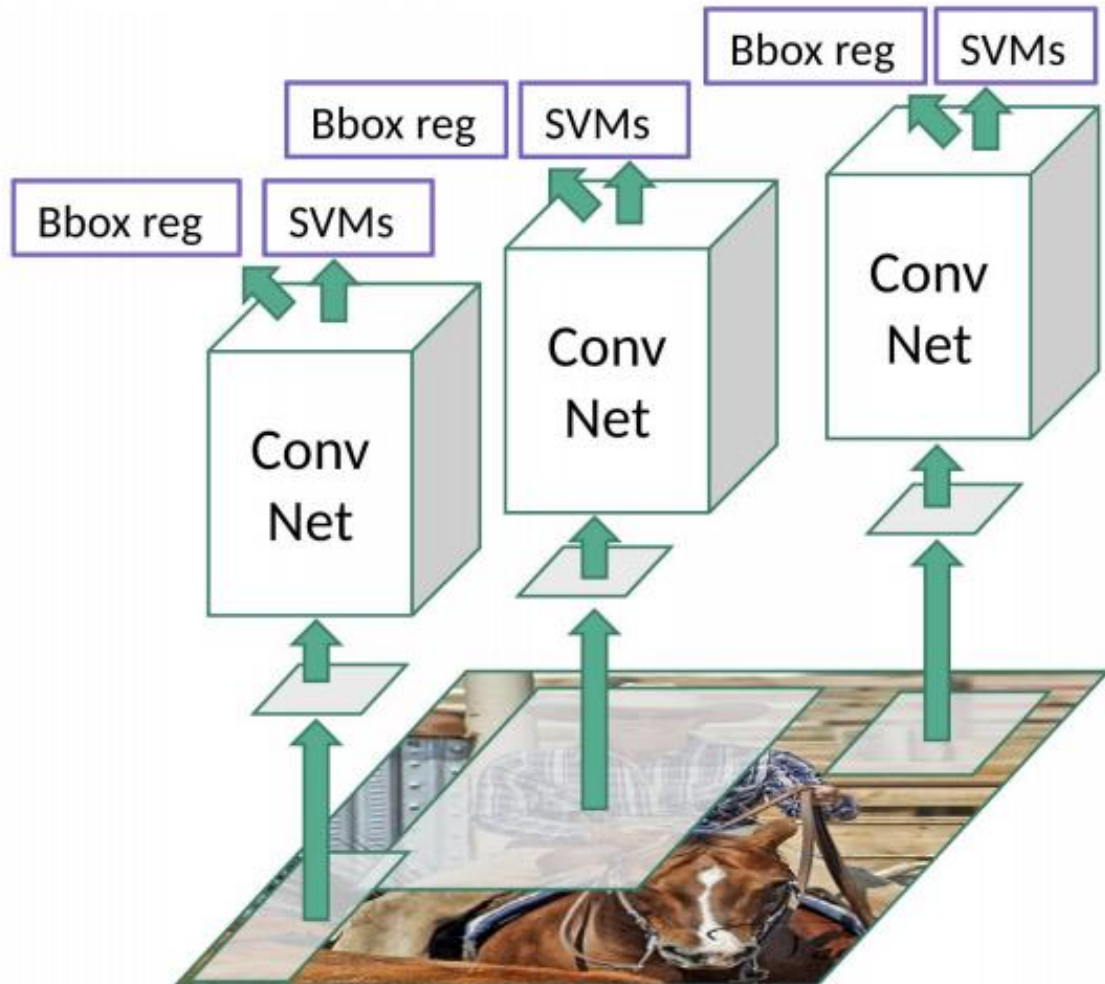 Bbox reg SVMs
Bbox reg SVMs
Bbox reg SVMs
Conv
Net
Conv
Net
Conv
Net